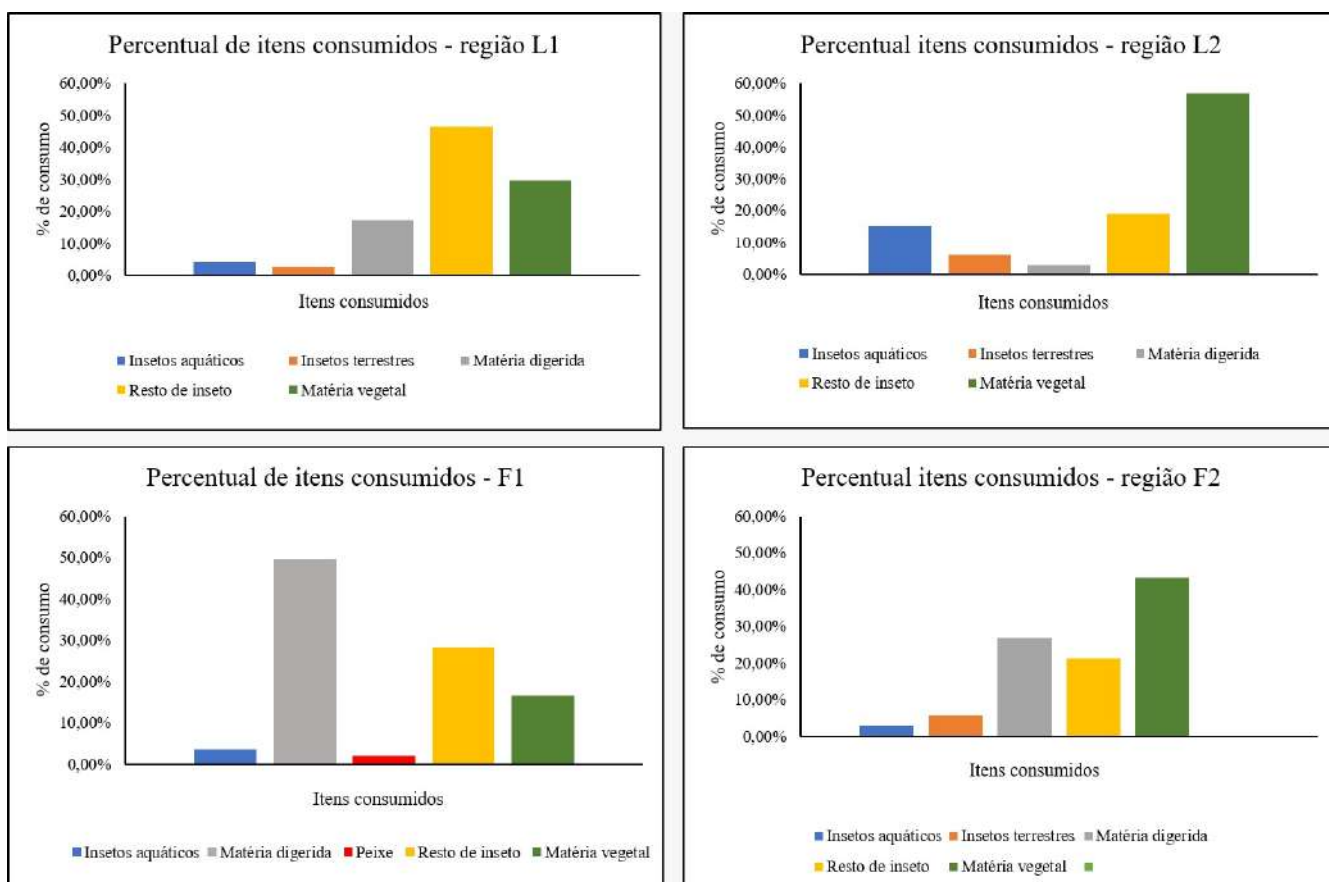 Percentual de itens consumidos - região L1
60,00%
50,00%
40,00%
30,00%
20,00%
10,00%
0,00%
% de consumo
Itens consumidos
Insetos aquáticos Insetos terrestres Matéria digerida
Resto de inseto Matéria vegetal
Percentual itens consumidos - região L2
60,00%
50,00%
40,00%
30,00%
20,00%
10,00%
0,00%
% de consumo
Itens consumidos
Insetos aquáticos Insetos terrestres Matéria digerida
Resto de inseto Matéria vegetal
Percentual de itens consumidos - F1
60,00%
50,00%
40,00%
30,00%
20,00%
10,00%
0,00%
% de consumo
Itens consumidos
Insetos aquáticos Matéria digerida Peixe Resto de inseto Matéria vegetal
Percentual itens consumidos - região F2
60,00%
50,00%
40,00%
30,00%
20,00%
10,00%
0,00%
% de consumo
Itens consumidos
Insetos aquáticos Insetos terrestres Matéria digerida
Resto de inseto Matéria vegetal